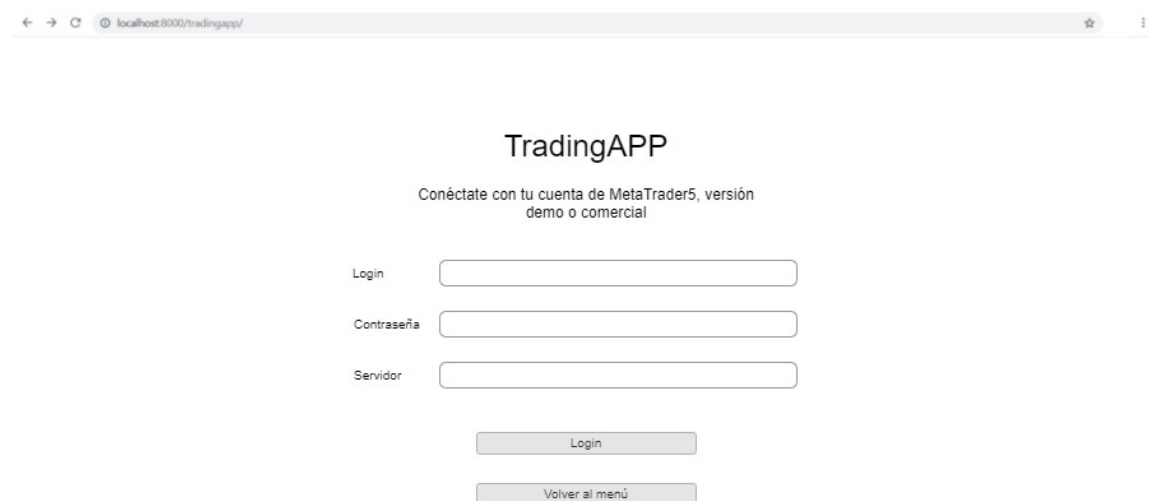 localhost:8000/tradingapp/
TradingAPP
Conéctate con tu cuenta de MetaTrader5, versión
demo o comercial
Login
Contraseña
Servidor
Login
Volver al menú